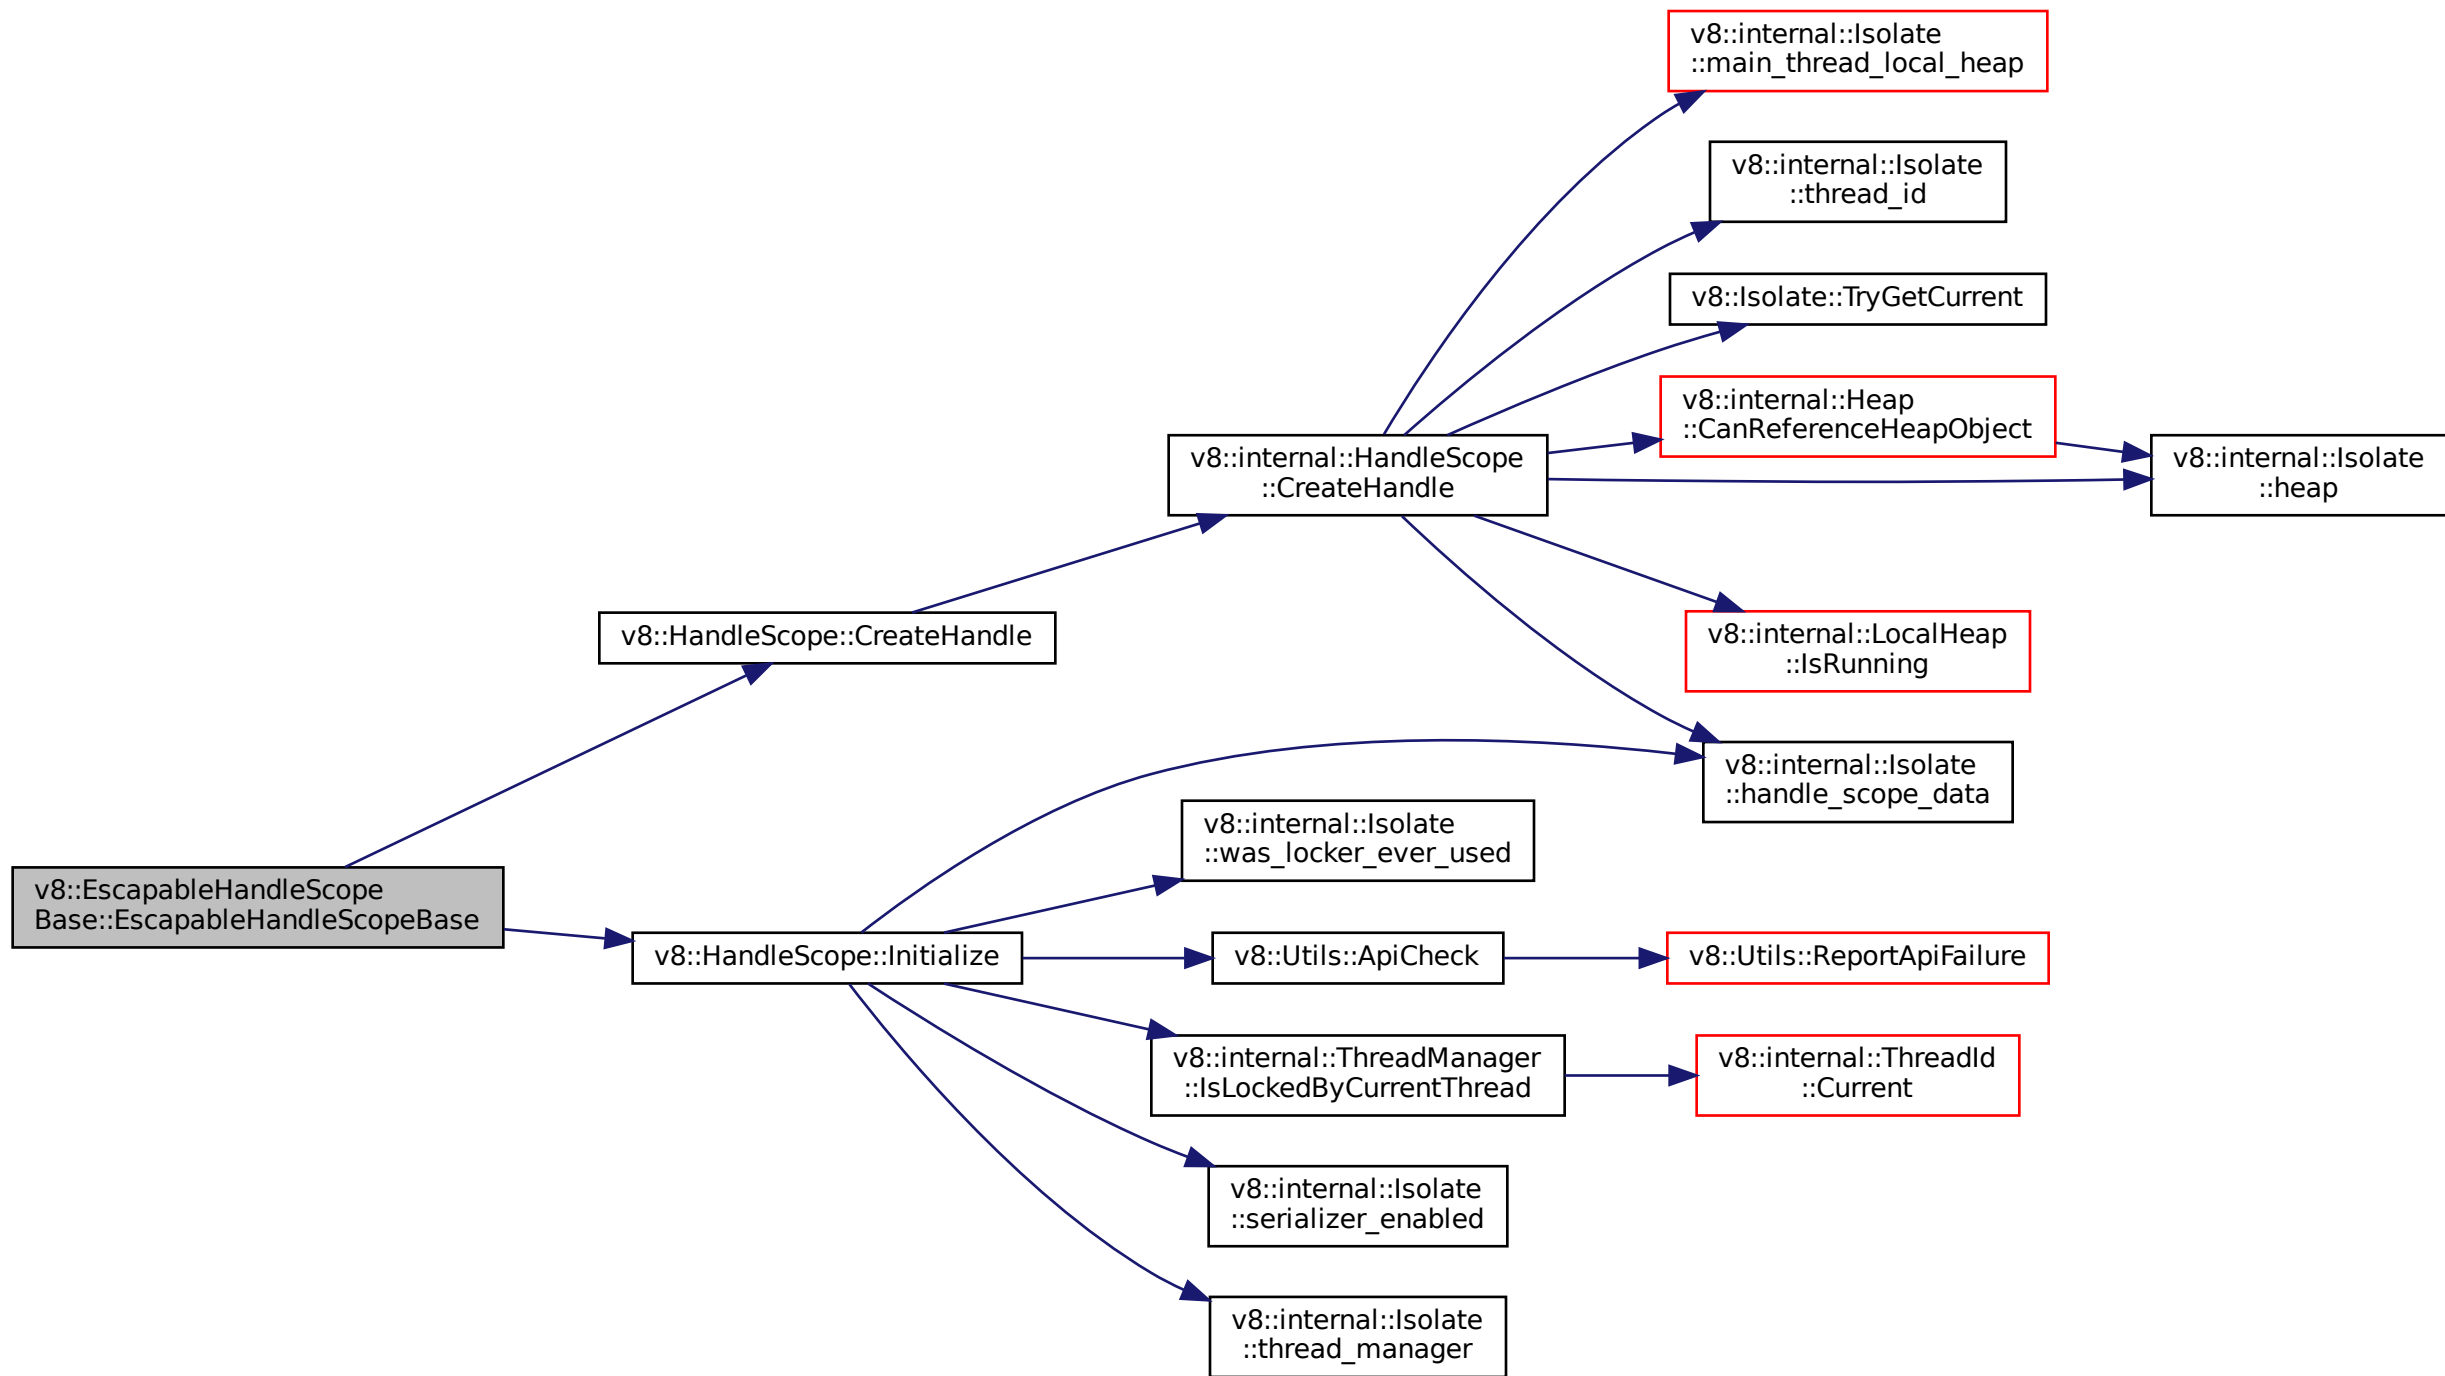 v8::EscapableHandleScope
Base::EscapableHandleScopeBase
v8::HandleScope::CreateHandle
v8::HandleScope::Initialize
v8::internal::HandleScope
::CreateHandle
v8::internal::Isolate
::was_locker_ever_used
v8::Utils::ApiCheck
v8::internal::ThreadManager
::IsLockedByCurrentThread
v8::internal::Isolate
::serializer_enabled
v8::internal::Isolate
::thread_manager
v8::internal::Isolate
::main_thread_local_heap
v8::internal::Isolate
::thread_id
v8::Isolate::TryGetCurrent
v8::internal::Heap
::CanReferenceHeapObject
v8::internal::LocalHeap
::IsRunning
v8::internal::Isolate
::handle_scope_data
v8::Utils::ReportApiFailure
v8::internal::ThreadId
::Current
v8::internal::Isolate
::heap